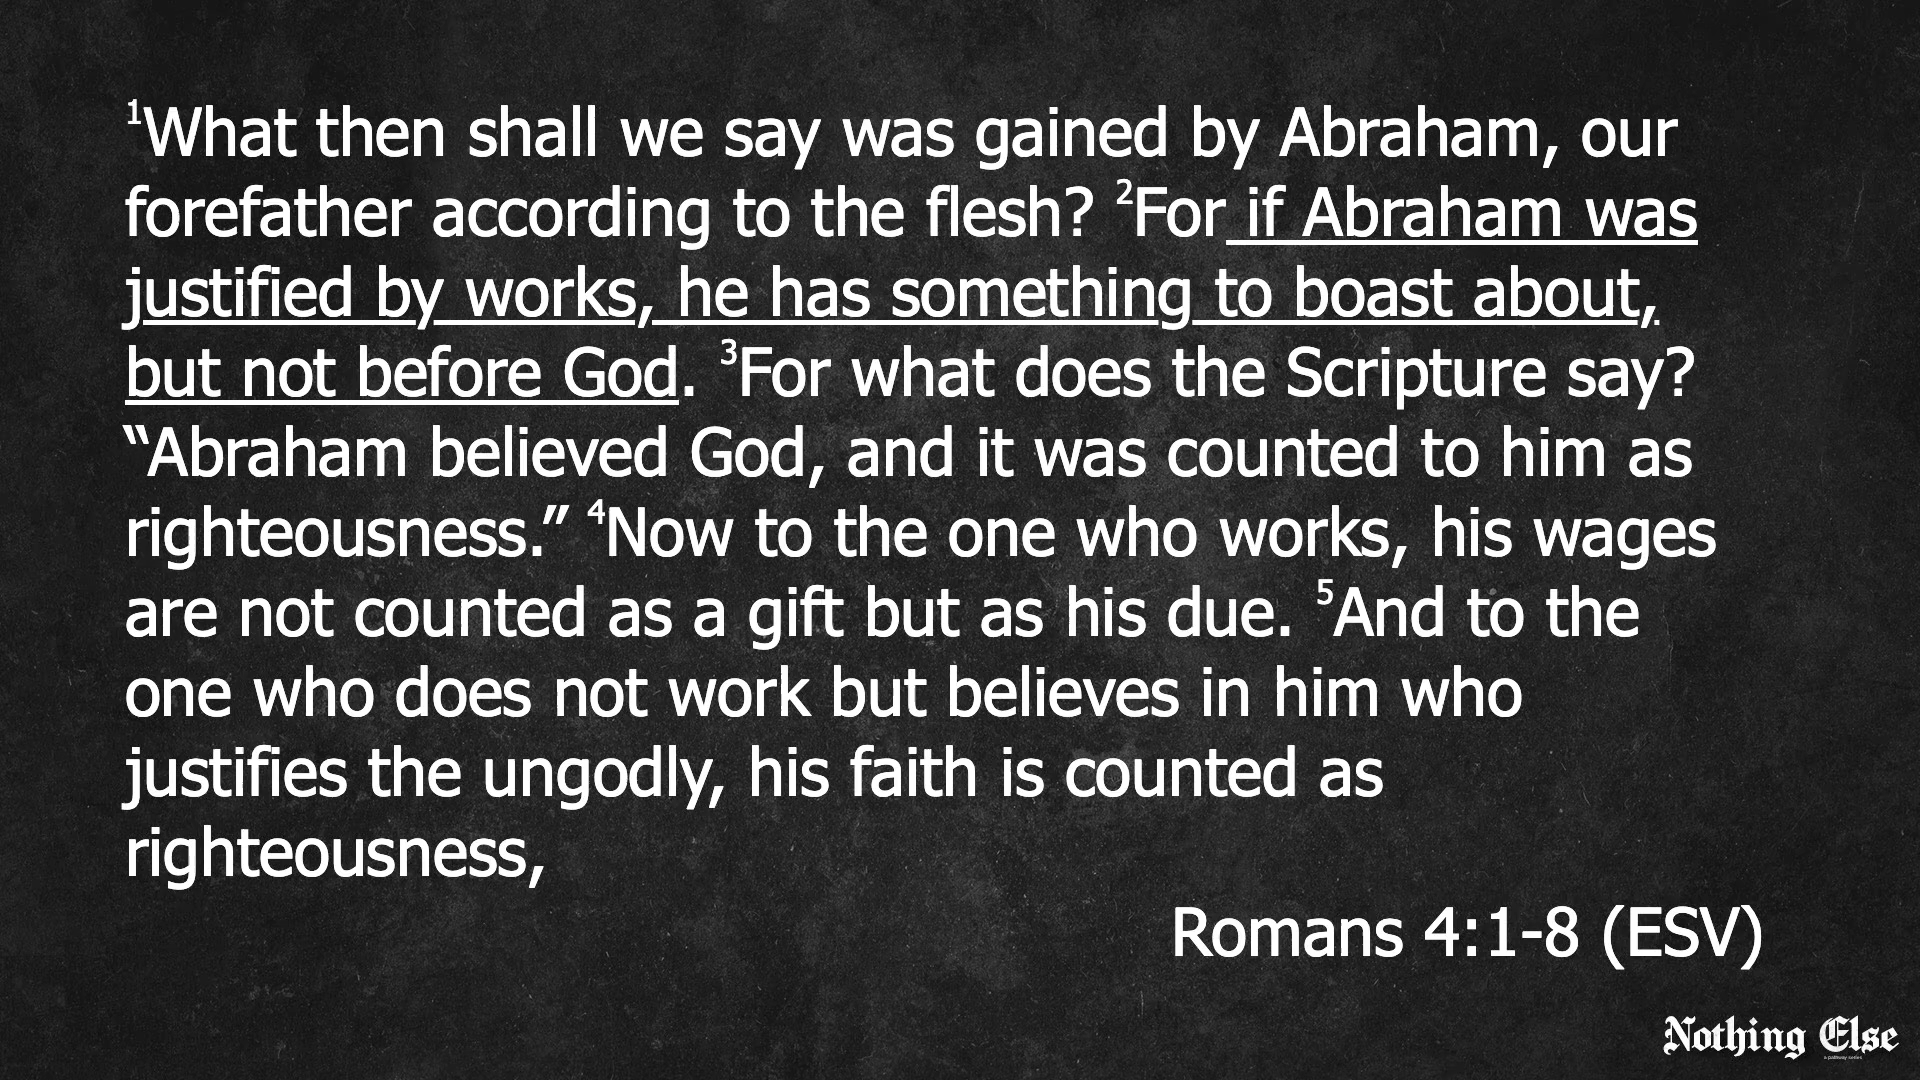 ¹What then shall we say was gained by Abraham, our
forefather according to the flesh? ²For if Abraham was
justified by works, he has something to boast about,
but not before God. ³For what does the Scripture say?
“Abraham believed God, and it was counted to him as
righteousness.” ⁴Now to the one who works, his wages
are not counted as a gift but as his due. ⁵And to the
one who does not work but believes in him who
justifies the ungodly, his faith is counted as
righteousness,
Romans 4:1-8 (ESV)
Nothing Else
a pathway series